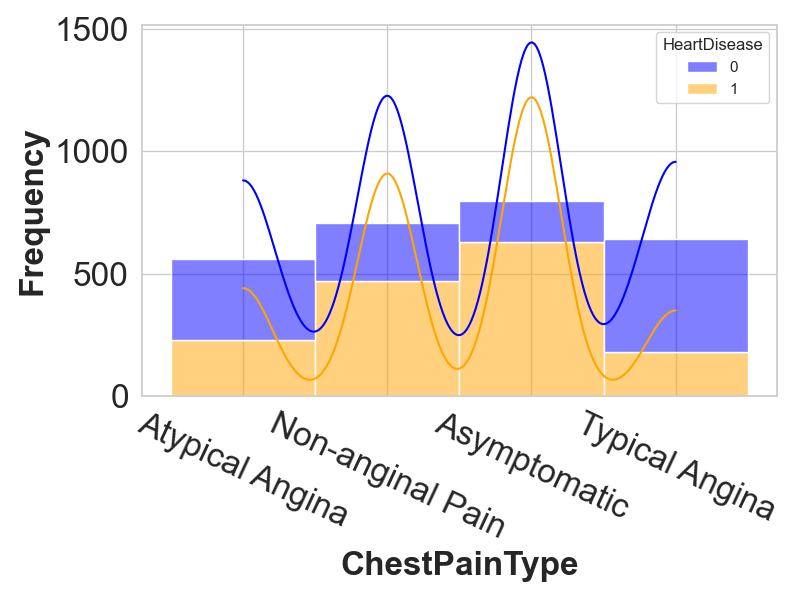 1500
1000
500
0
Frequency
HeartDisease
0
1
Atypical Angina
Non-anginal Pain
Asymptomatic
Typical Angina
ChestPainType